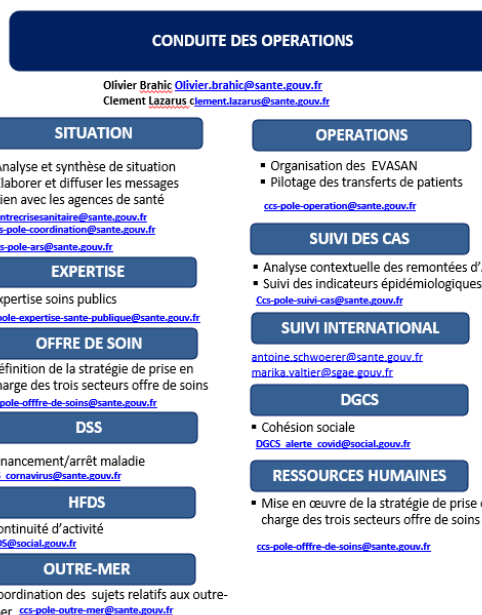 CONDUITE DES OPERATIONS
Olivier Brahic Olivier.brahic@sante.gouv.fr
Clement Lazarus clement.lazarus@sante.gouv.fr
SITUATION
nalyse et synthèse de situation
laborer et diffuser les messages
ien avec les agences de santé
ntrecrisesanitaire@sante.gouv.fr
s-pole-coordination@sante.gouv.fr
s-pole-ars@sante.gouv.fr
EXPERTISE
xpertise soins publics
pole-expertise-sante-publique@sante.gouv.fr
OFFRE DE SOIN
éfinition de la stratégie de prise en
harge des trois secteurs offre de soins
pole-offfre-de-soins@sante.gouv.fr
DSS
nancement/arrêt maladie
cornavirus@sante.gouv.fr
HFDS
ontinuité d'activité
DS@social.gouv.fr
OUTRE-MER
oordination des sujets relatifs aux outre-
er ccs-pole-outre-mer@sante.gouv.fr
OPERATIONS
▪ Organisation des EVASAN
▪ Pilotage des transferts de patients
ccs-pole-operation@sante.gouv.fr
SUIVI DES CAS
▪ Analyse contextuelle des remontées d'
▪ Suivi des indicateurs épidémiologiques
Ccs-pole-suivi-cas@sante.gouv.fr
SUIVI INTERNATIONAL
antoine.schwoerer@sante.gouv.fr
marika.valtier@sgae.gouv.fr
DGCS
▪ Cohésion sociale
DGCS_alerte_covid@social.gouv.fr
RESSOURCES HUMAINES
▪ Mise en œuvre de la stratégie de prise
charge des trois secteurs offre de soins
ccs-pole-offfre-de-soins@sante.gouv.fr